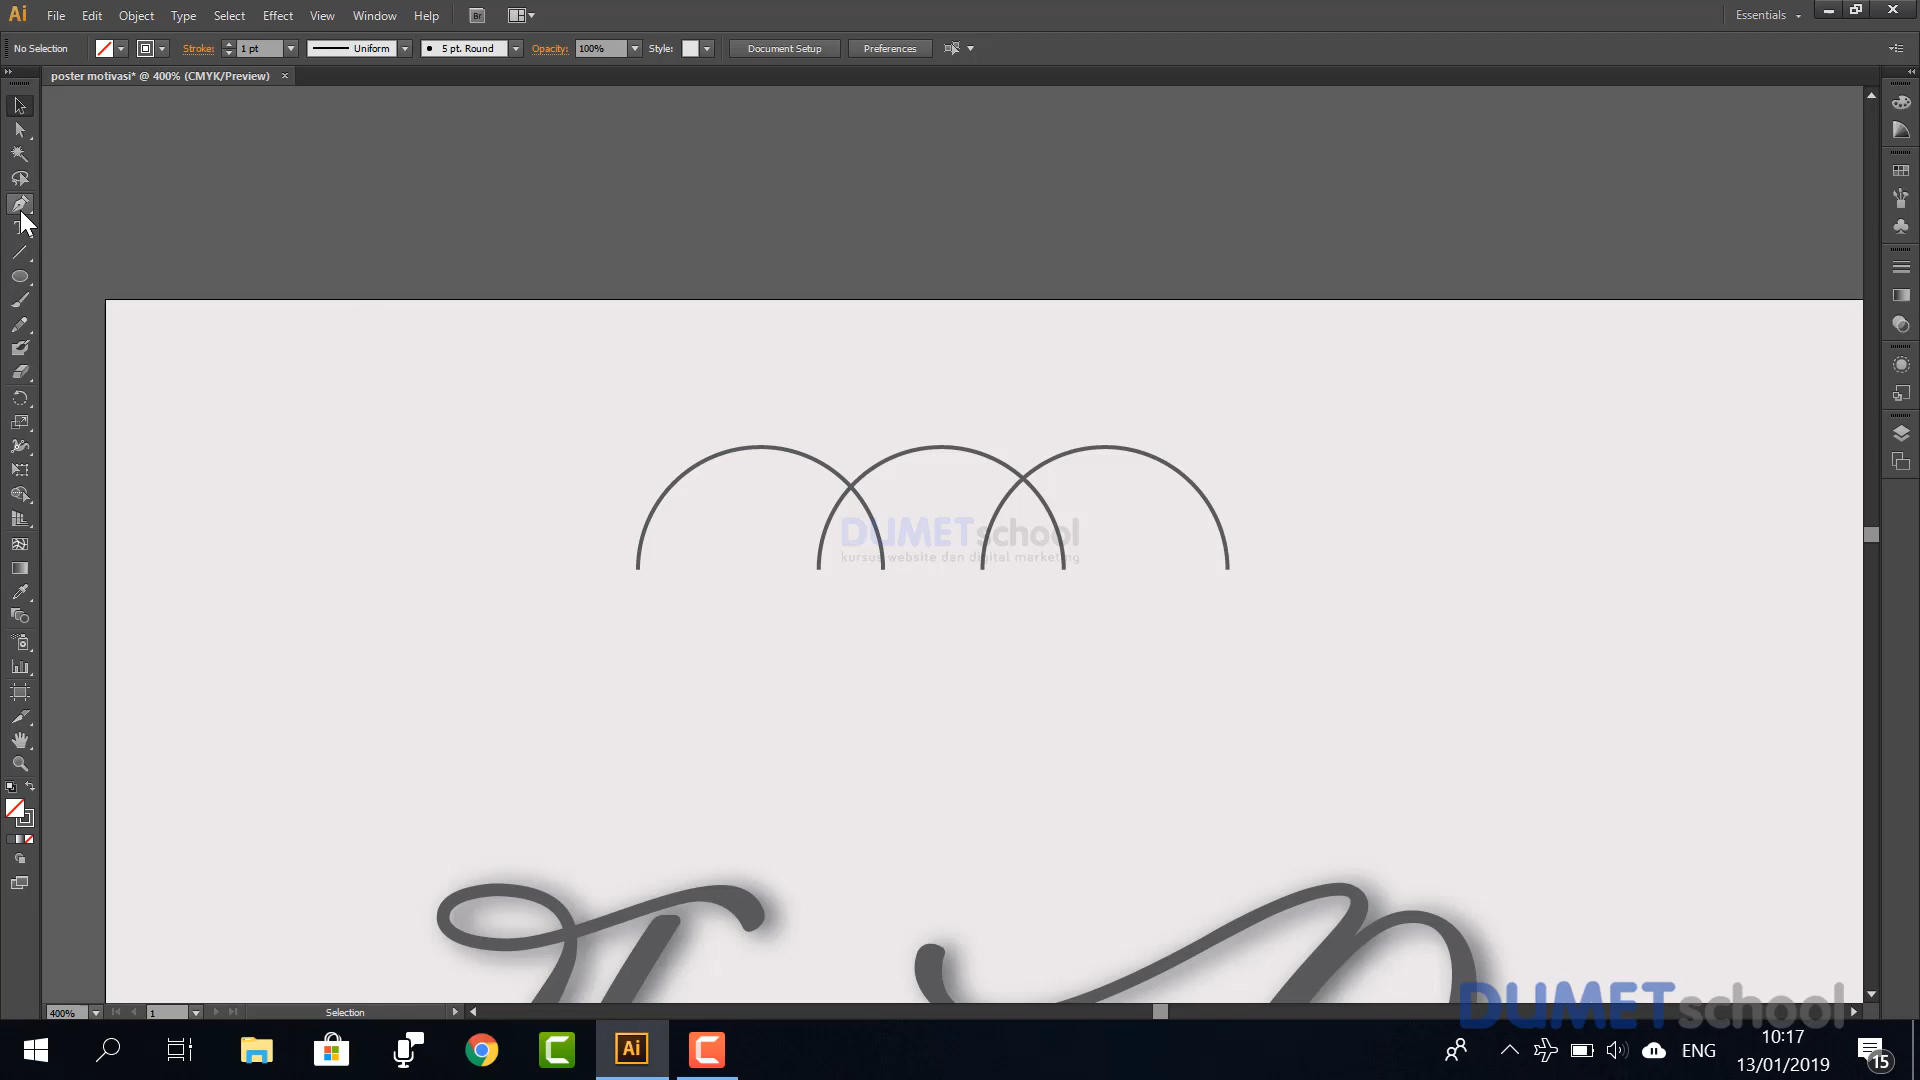 Ai File Edit Object Type Select Effect View Window Help Br Essentials
No Selection Stroke: 1 pt Uniform 5 pt. Round Opacity: 100% Style: Document Setup Preferences
poster motivasi* @ 400% (CMYK/Preview) ×
DUMETschool
kursus website dan digital marketing
400% 1 Selection
DUMETschool
Ai ENG 10:17
13/01/2019 15